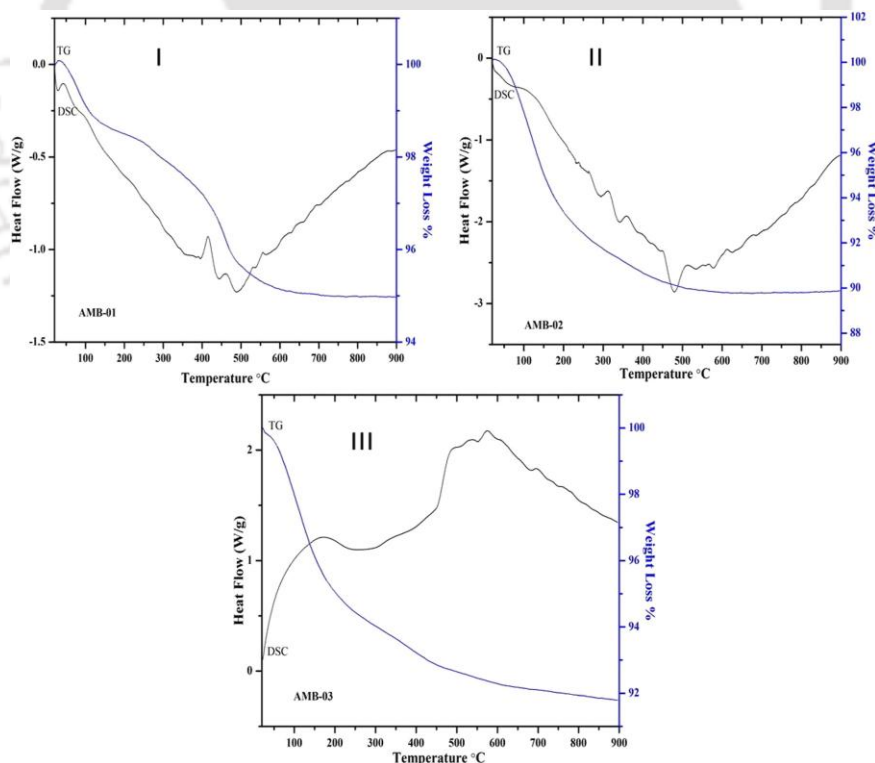 I
TG
DSC
AMB-01
Heat Flow (W/g)
0.0
-0.5
-1.0
-1.5
Weight Loss %
100
98
96
94
100 200 300 400 500 600 700 800 900
Temperature °C
II
TG
DSC
AMB-02
Heat Flow (W/g)
0
-1
-2
-3
Weight Loss %
102
100
98
96
94
92
90
88
100 200 300 400 500 600 700 800 900
Temperature °C
III
TG
DSC
AMB-03
Heat Flow (W/g)
2
1
0
Weight Loss %
100
98
96
94
92
100 200 300 400 500 600 700 800 900
Temperature °C